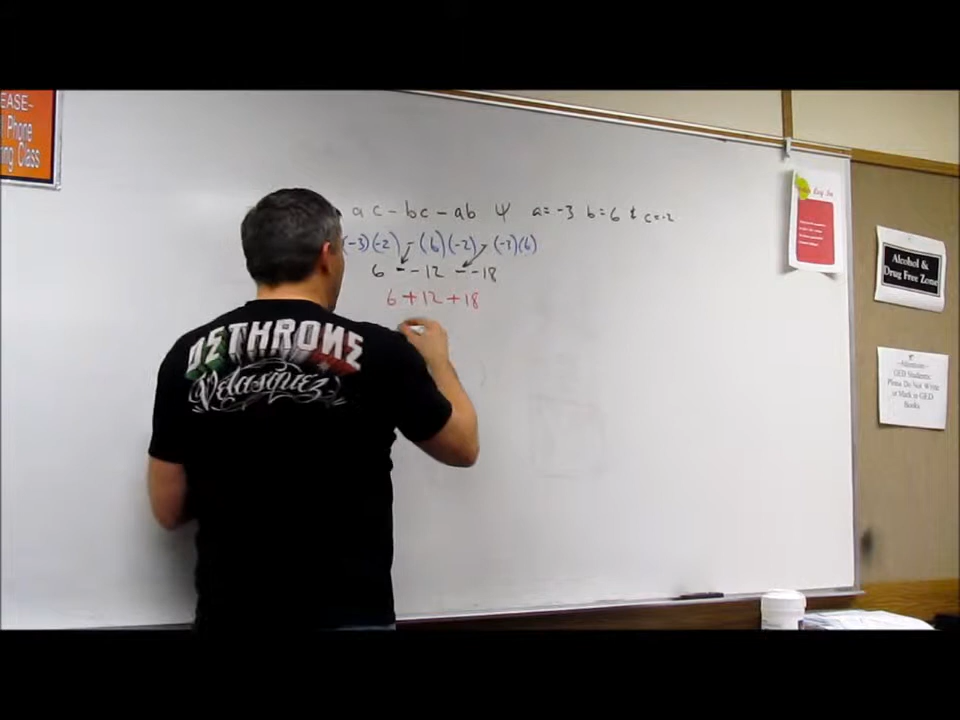 EASE-
Phone
ing Class
ac - bc - ab ψ a = -3 b = 6 & c = -2
(-3)(-2) - (6)(-2) - (-3)(6)
6 - -12 - -18
6 + 12 + 18
DETHRONE
Velasquez
Alcohol &
Drug Free Zone
Attention:
GED Students
Please Do Not Write
or Mark in GED
Books